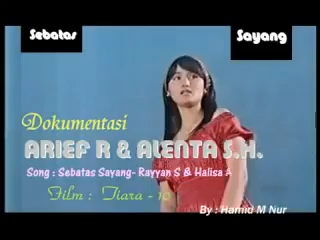 Sebatas
Sayang
Dokumentasi
ARIEF R & ALENTA S.H.
Song : Sebatas Sayang- Rayyan S & Halisa A
Film : Tiara - 10
By : Hamid M Nur